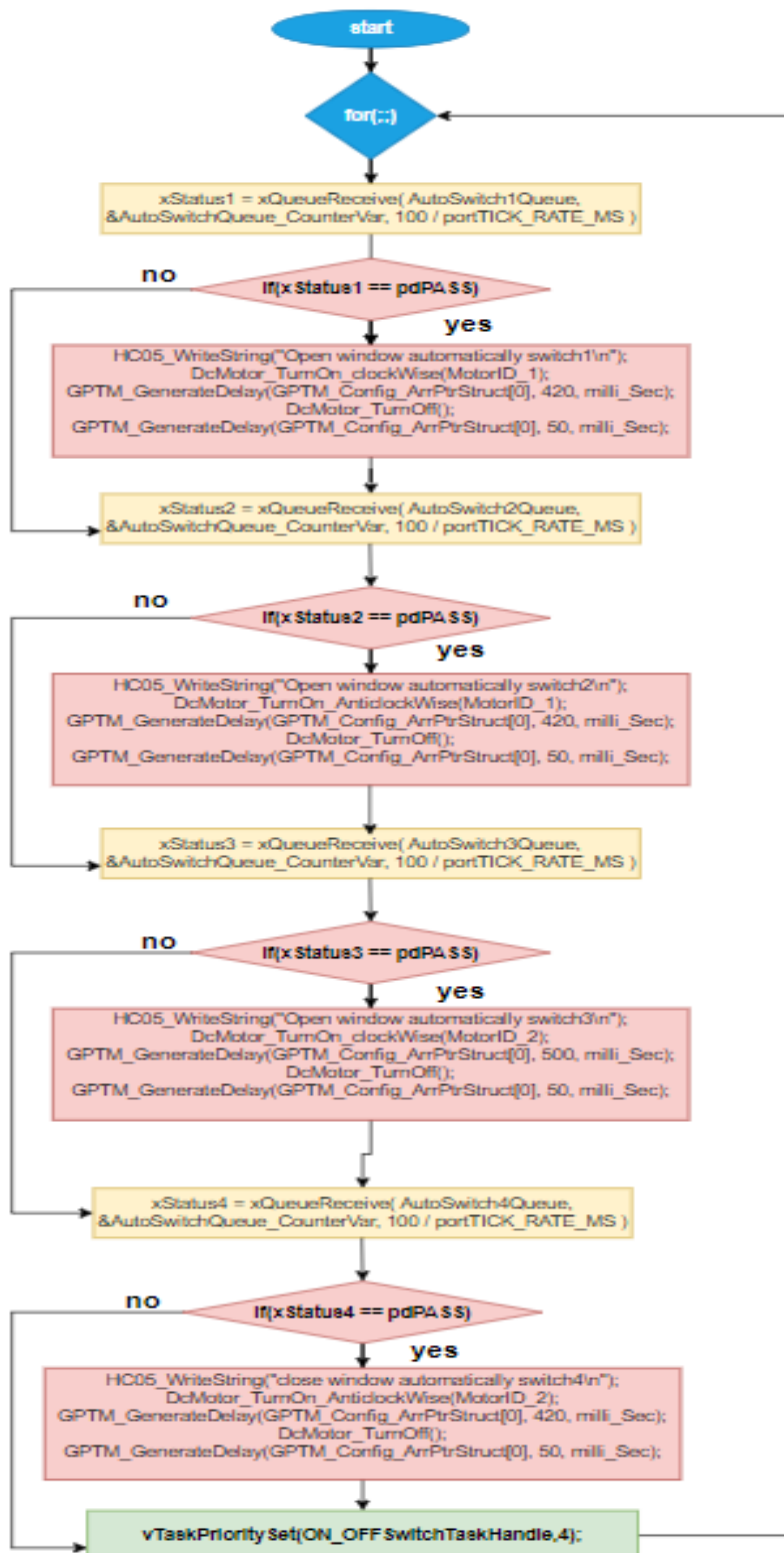 start
for(;;)
xStatus1 = xQueueReceive( AutoSwitch1Queue,
&AutoSwitchQueue_CounterVar, 100 / portTICK_RATE_MS )
no
If(xStatus1 == pdPASS)
yes
HC05_WriteString("Open window automatically switch1\n");
DcMotor_TurnOn_clockWise(MotorID_1);
GPTM_GenerateDelay(GPTM_Config_ArrPtrStruct[0], 420, milli_Sec);
DcMotor_TurnOff();
GPTM_GenerateDelay(GPTM_Config_ArrPtrStruct[0], 50, milli_Sec);
xStatus2 = xQueueReceive( AutoSwitch2Queue,
&AutoSwitchQueue_CounterVar, 100 / portTICK_RATE_MS )
no
If(xStatus2 == pdPASS)
yes
HC05_WriteString("Open window automatically switch2\n");
DcMotor_TurnOn_AnticlockWise(MotorID_1);
GPTM_GenerateDelay(GPTM_Config_ArrPtrStruct[0], 420, milli_Sec);
DcMotor_TurnOff();
GPTM_GenerateDelay(GPTM_Config_ArrPtrStruct[0], 50, milli_Sec);
xStatus3 = xQueueReceive( AutoSwitch3Queue,
&AutoSwitchQueue_CounterVar, 100 / portTICK_RATE_MS )
no
If(xStatus3 == pdPASS)
yes
HC05_WriteString("Open window automatically switch3\n");
DcMotor_TurnOn_clockWise(MotorID_2);
GPTM_GenerateDelay(GPTM_Config_ArrPtrStruct[0], 500, milli_Sec);
DcMotor_TurnOff();
GPTM_GenerateDelay(GPTM_Config_ArrPtrStruct[0], 50, milli_Sec);
xStatus4 = xQueueReceive( AutoSwitch4Queue,
&AutoSwitchQueue_CounterVar, 100 / portTICK_RATE_MS )
no
If(xStatus4 == pdPASS)
yes
HC05_WriteString("close window automatically switch4\n");
DcMotor_TurnOn_AnticlockWise(MotorID_2);
GPTM_GenerateDelay(GPTM_Config_ArrPtrStruct[0], 420, milli_Sec);
DcMotor_TurnOff();
GPTM_GenerateDelay(GPTM_Config_ArrPtrStruct[0], 50, milli_Sec);
vTaskPrioritySet(ON_OFFSwitchTaskHandle,4);